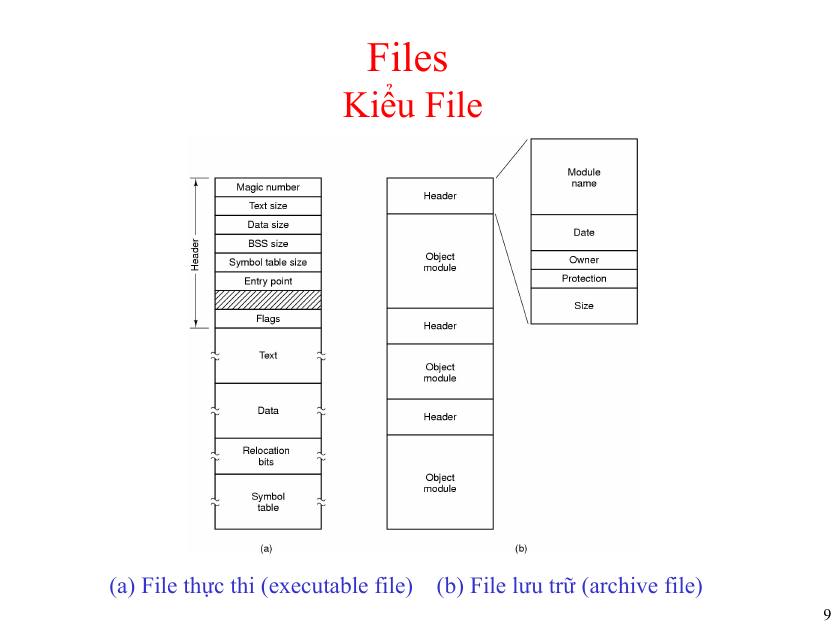 Files
Kiểu File
Header
Magic number
Text size
Data size
BSS size
Symbol table size
Entry point
Flags
Text
Data
Relocation
bits
Symbol
table
(a)
Header
Object
module
Header
Object
module
Header
Object
module
(b)
Module
name
Date
Owner
Protection
Size
(a) File thực thi (executable file) (b) File lưu trữ (archive file)
9